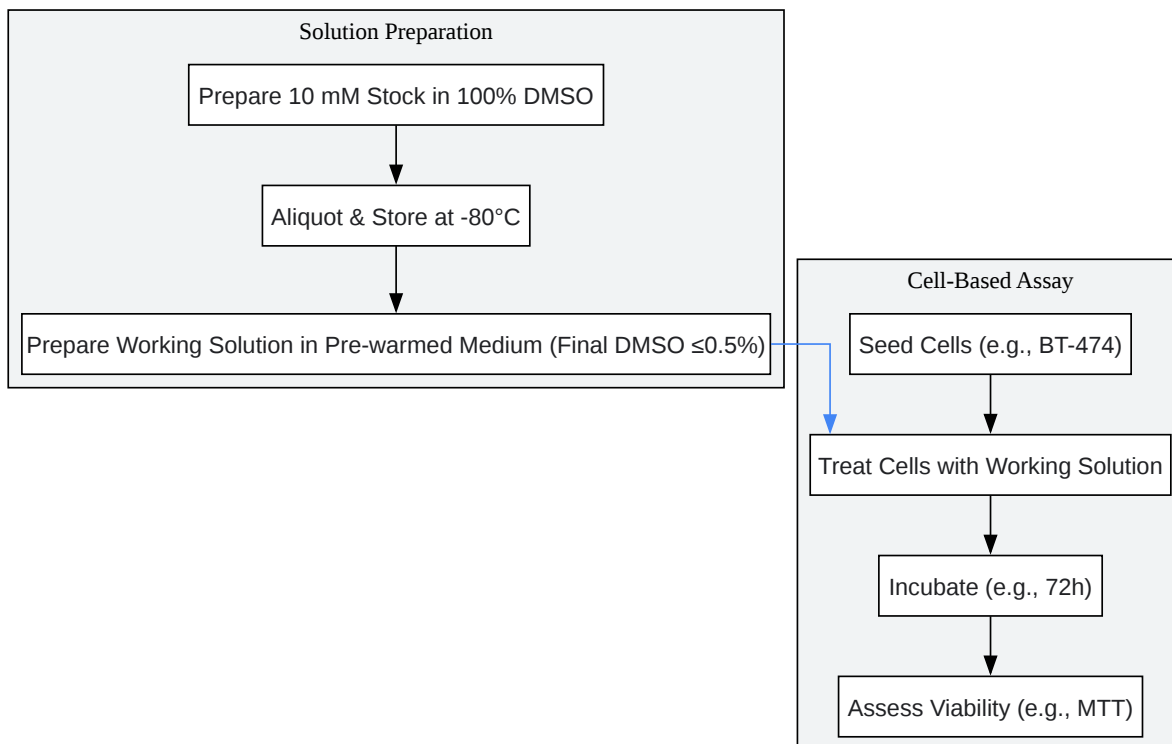 Solution Preparation
Prepare 10 mM Stock in 100% DMSO
Aliquot & Store at -80°C
Prepare Working Solution in Pre-warmed Medium (Final DMSO ≤0.5%)
Cell-Based Assay
Seed Cells (e.g., BT-474)
Treat Cells with Working Solution
Incubate (e.g., 72h)
Assess Viability (e.g., MTT)